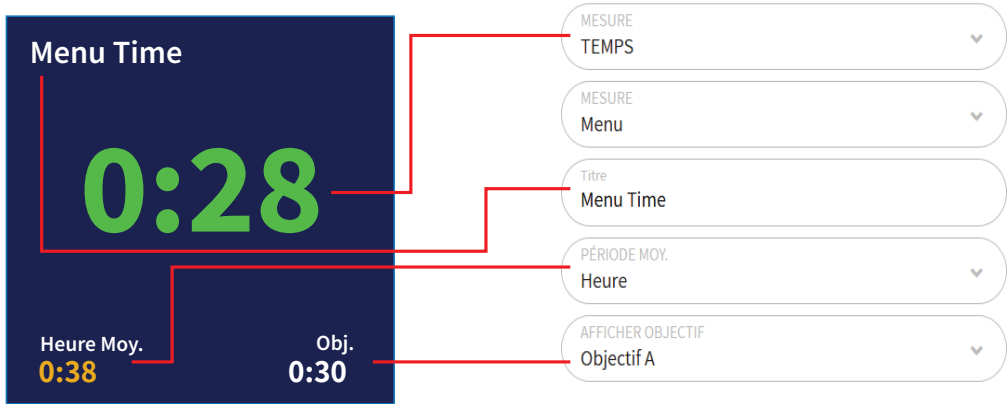 Menu Time
0:28
Heure Moy.
0:38
Obj.
0:30
MESURE
TEMPS
MESURE
Menu
Titre
Menu Time
PÉRIODE MOY.
Heure
AFFICHER OBJECTIF
Objectif A